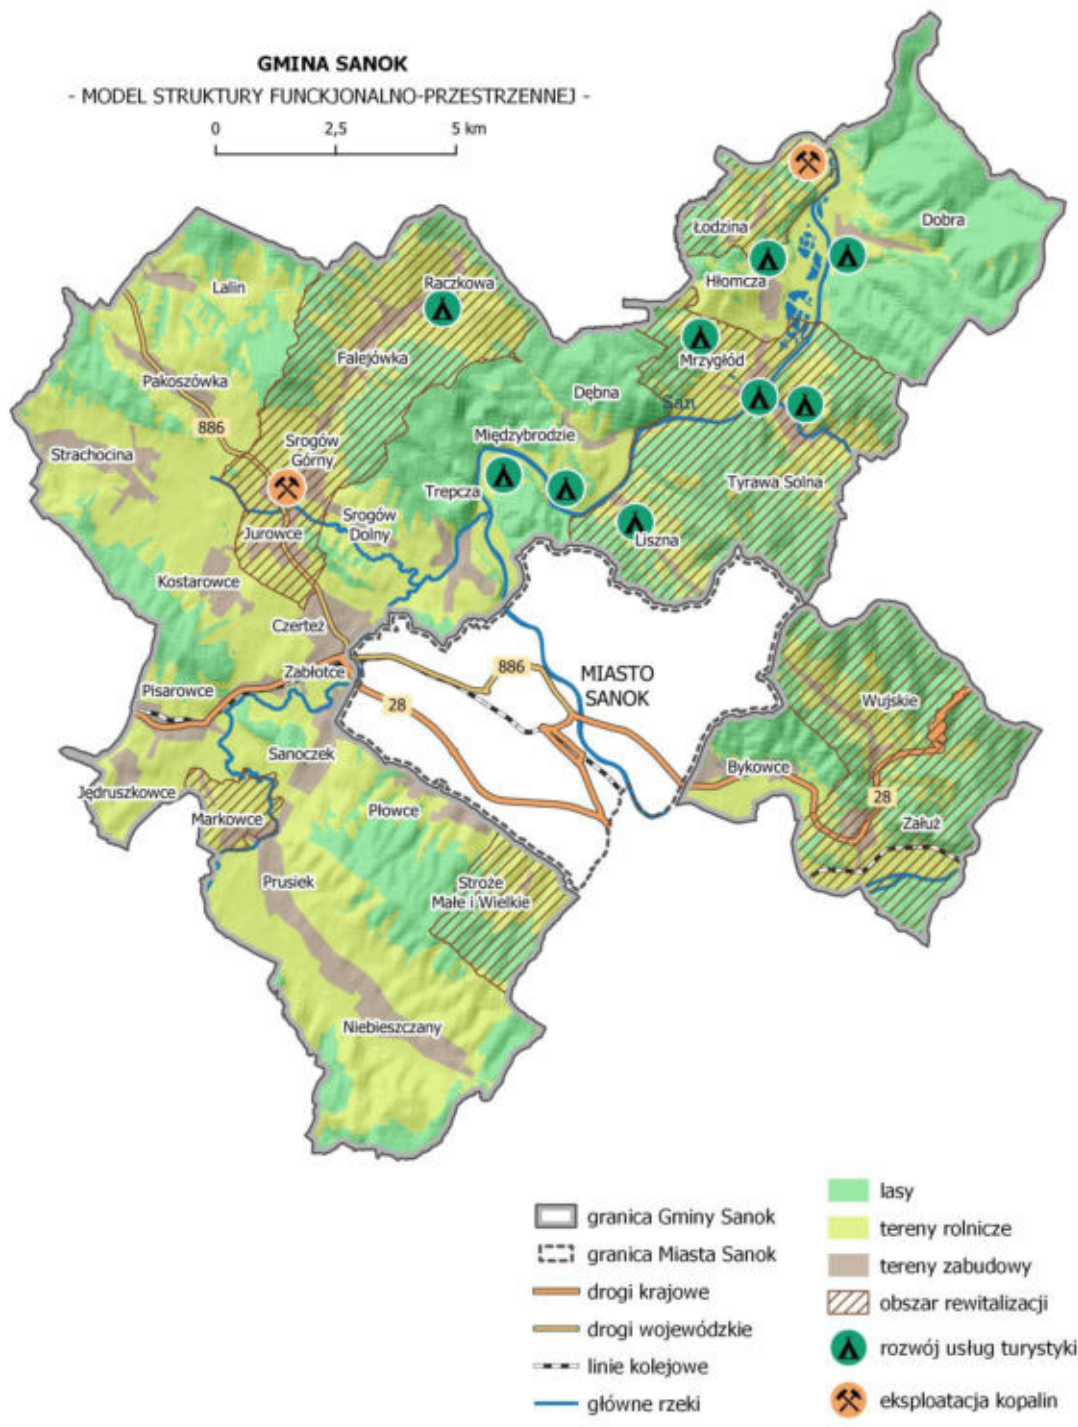 GMINA SANOK
- MODEL STRUKTURY FUNCKJONALNO-PRZESTRZENNEJ -
0 2,5 5 km
Łodzina
Dobra
Hłomcza
Raczkowa
Lalin
Falejówka
Mrzygłód
Pakoszówka
Dębna
San
886
Międzybrodzie
Srogów
Górny
Strachocina
Tyrawa Solna
Trepcza
Srogów
Dolny
Jurowce
Liszna
Kostarowce
Czerteż
Zabłotce
886
MIASTO
SANOK
Pisarowce
28
Wujskie
Sanoczek
Bykowce
Jędruszkowce
28
Płowce
Markowce
Załuż
Prusiek
Stróże
Małe i Wielkie
Niebieszczany
granica Gminy Sanok
granica Miasta Sanok
drogi krajowe
drogi wojewódzkie
linie kolejowe
główne rzeki
lasy
tereny rolnicze
tereny zabudowy
obszar rewitalizacji
rozwój usług turystyki
eksploatacja kopalin